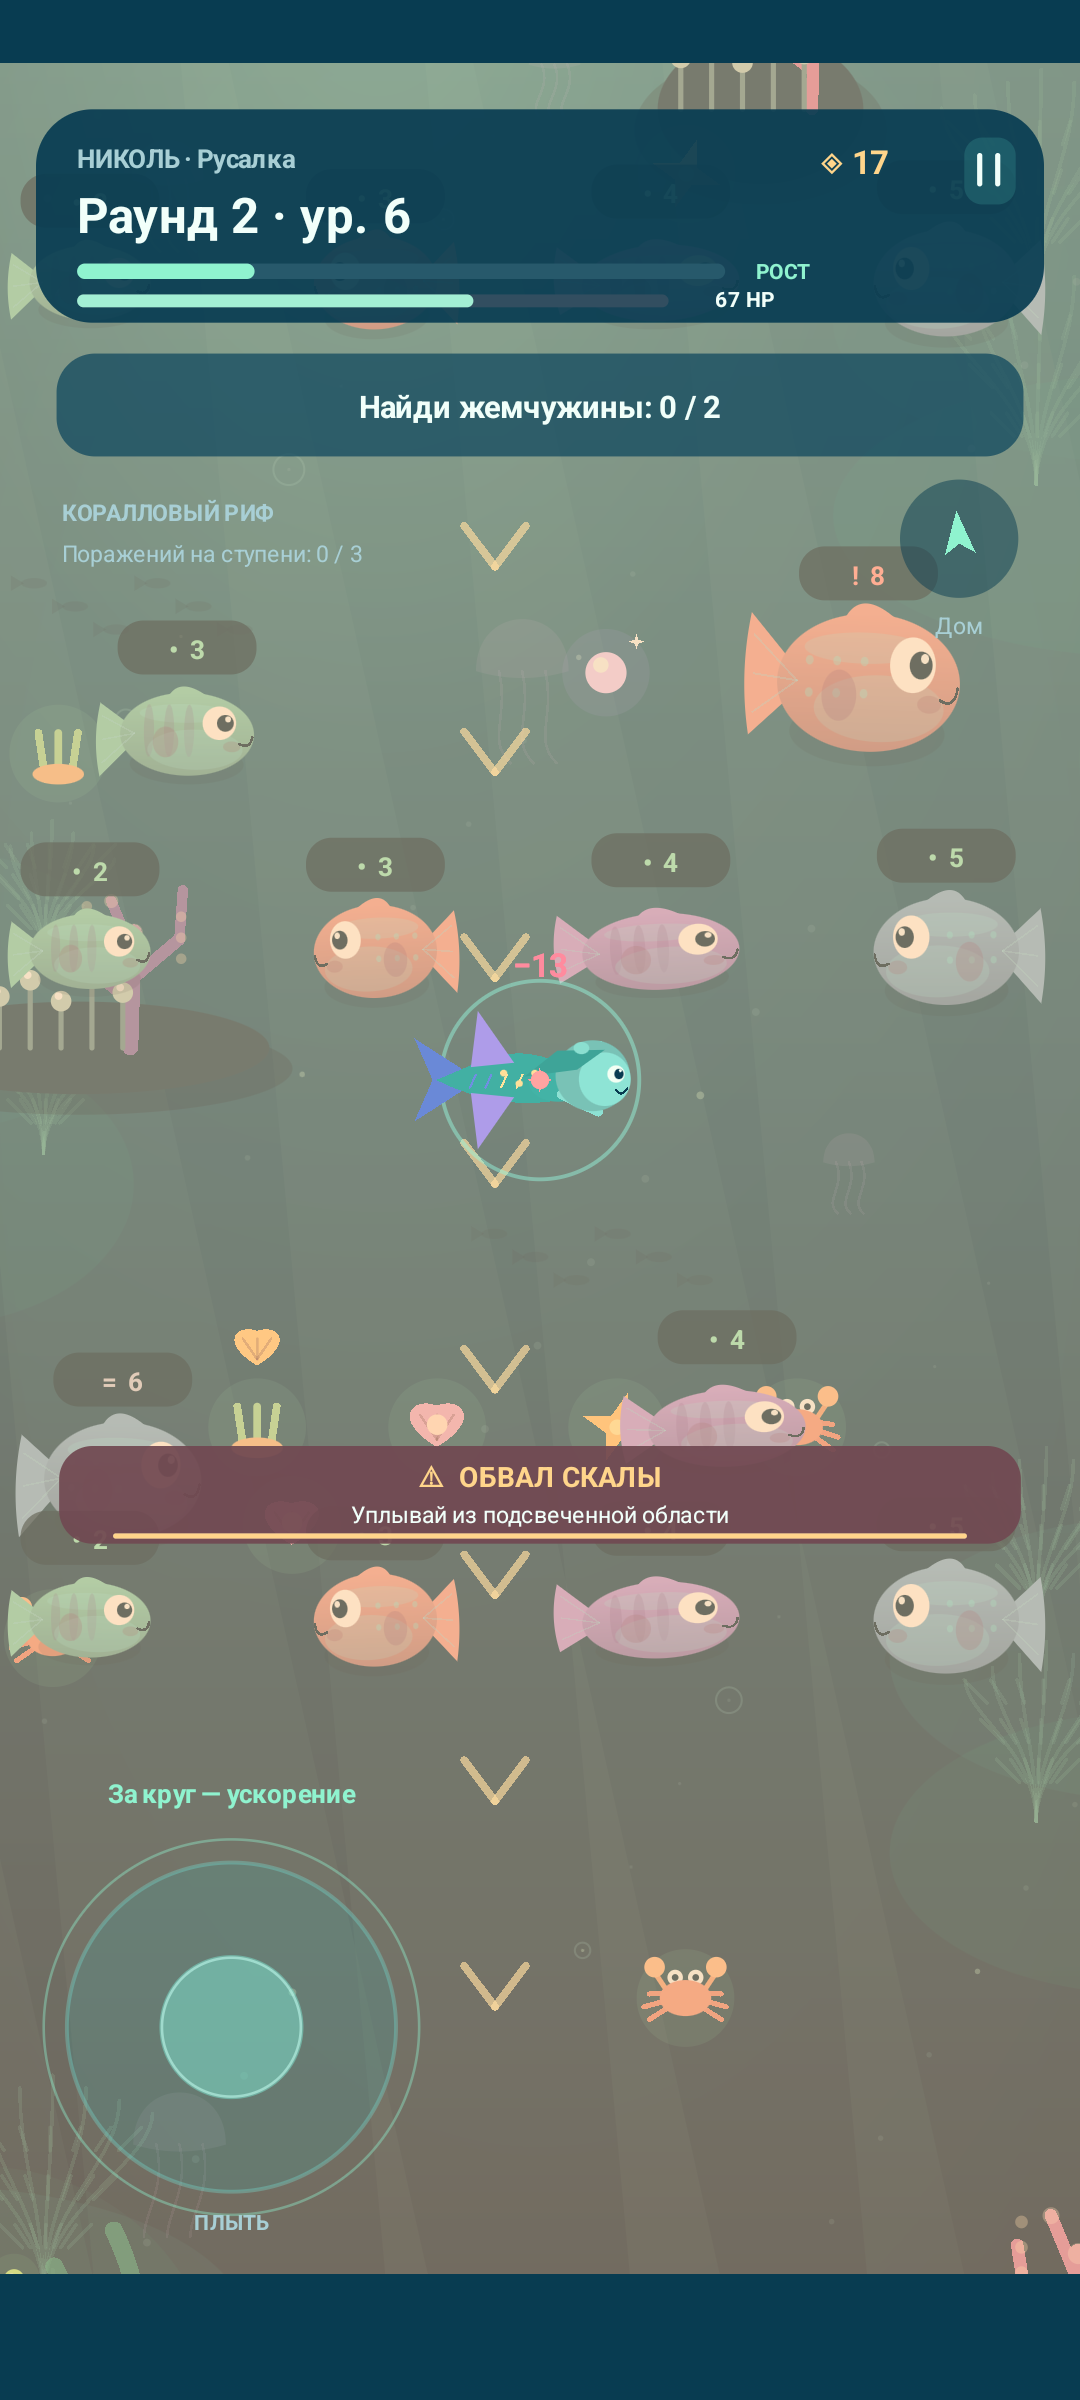 НИКОЛЬ · Русалка
17
Раунд 2 · ур. 6
РОСТ
67 HP
Найди жемчужины: 0 / 2
КОРАЛЛОВЫЙ РИФ
Поражений на ступени: 0 / 3
! 8
Дом
• 3
• 2
• 3
• 4
• 5
−13
• 4
= 6
⚠ ОБВАЛ СКАЛЫ
Уплывай из подсвеченной области
За круг — ускорение
ПЛЫТЬ